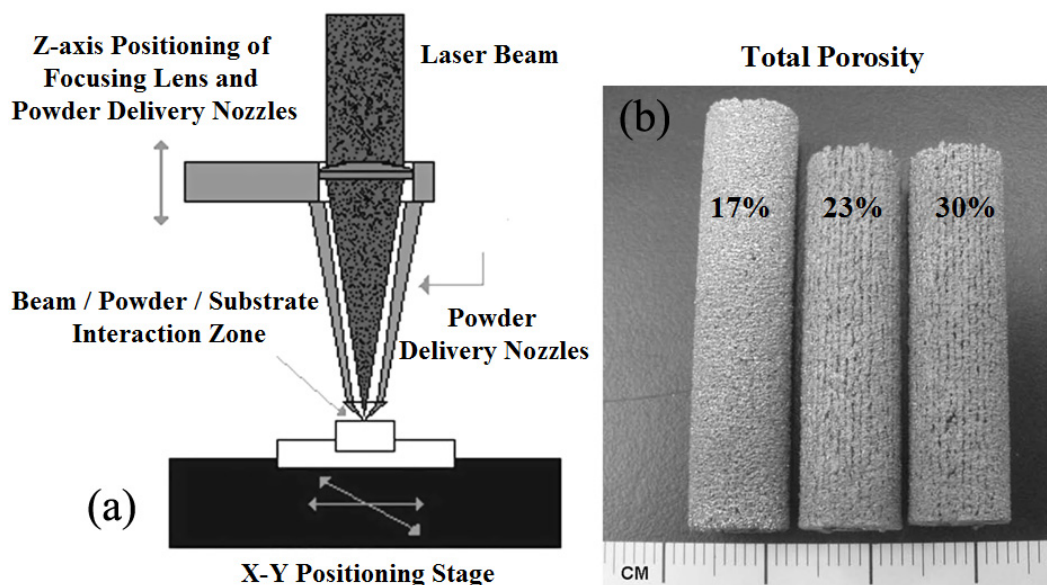 Z-axis Positioning of
Focusing Lens and
Powder Delivery Nozzles
Laser Beam
Beam / Powder / Substrate
Interaction Zone
Powder
Delivery Nozzles
(a)
X-Y Positioning Stage
Total Porosity
(b)
17%
23%
30%
CM